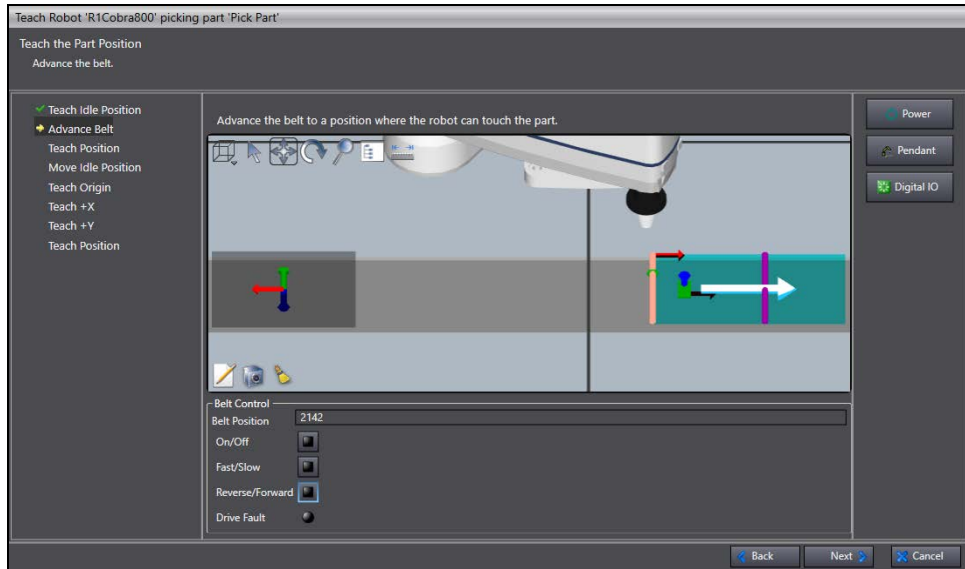 Teach Robot 'R1Cobra800' picking part 'Pick Part'
Teach the Part Position
Advance the belt.
Teach Idle Position
Advance Belt
Teach Position
Move Idle Position
Teach Origin
Teach +X
Teach +Y
Teach Position
Advance the belt to a position where the robot can touch the part.
Belt Control
Belt Position 2142
On/Off
Fast/Slow
Reverse/Forward
Drive Fault
Power
Pendant
Digital IO
Back Next Cancel